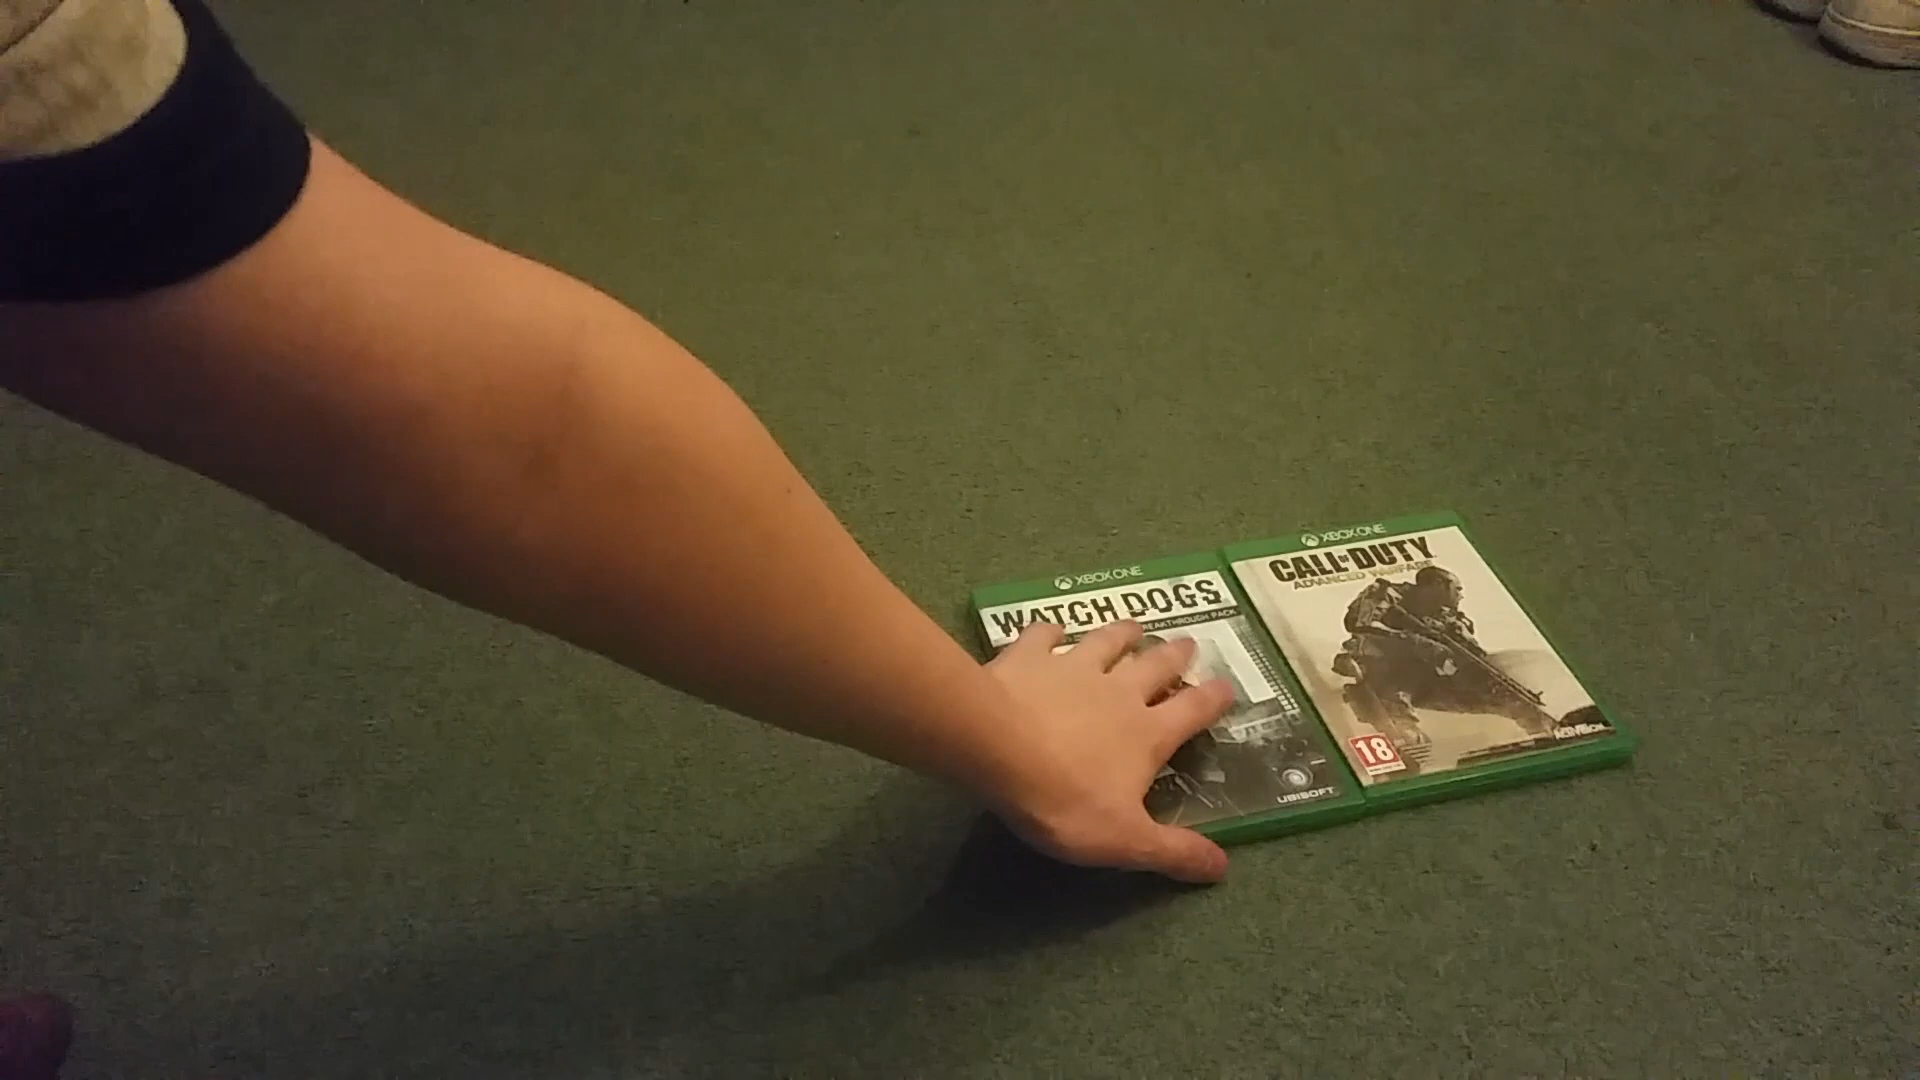 XBOX ONE
WATCH DOGS
BREAKTHROUGH PACK
UBISOFT
XBOX ONE
CALL OF DUTY
ADVANCED WARFARE
18
ACTIVISION